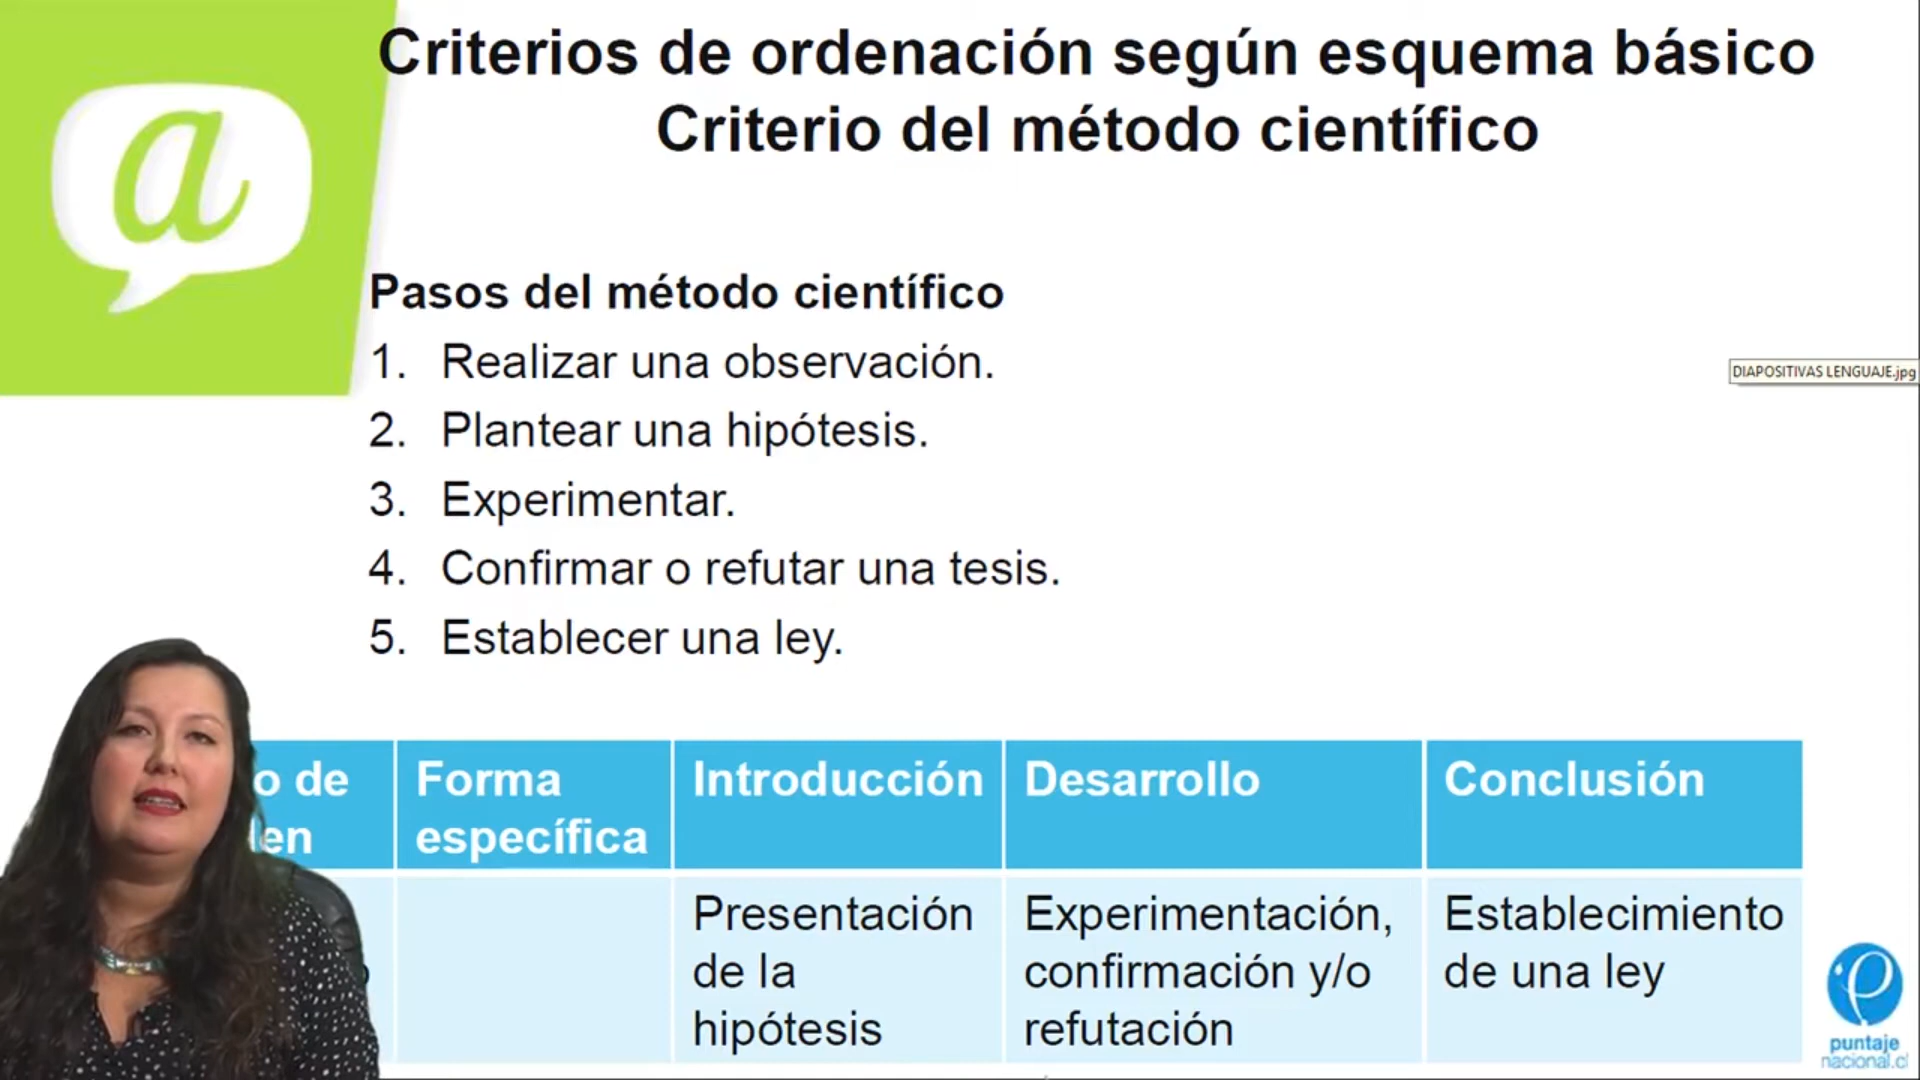 a
Criterios de ordenación según esquema básico
Criterio del método científico
Pasos del método científico
1. Realizar una observación.
2. Plantear una hipótesis.
3. Experimentar.
4. Confirmar o refutar una tesis.
5. Establecer una ley.
DIAPOSITIVAS LENGUAJE.jpg
de
Forma
específica
Introducción
Desarrollo
Conclusión
Presentación
de la
hipótesis
Experimentación,
confirmación y/o
refutación
Establecimiento
de una ley
puntaje
nacional.cl